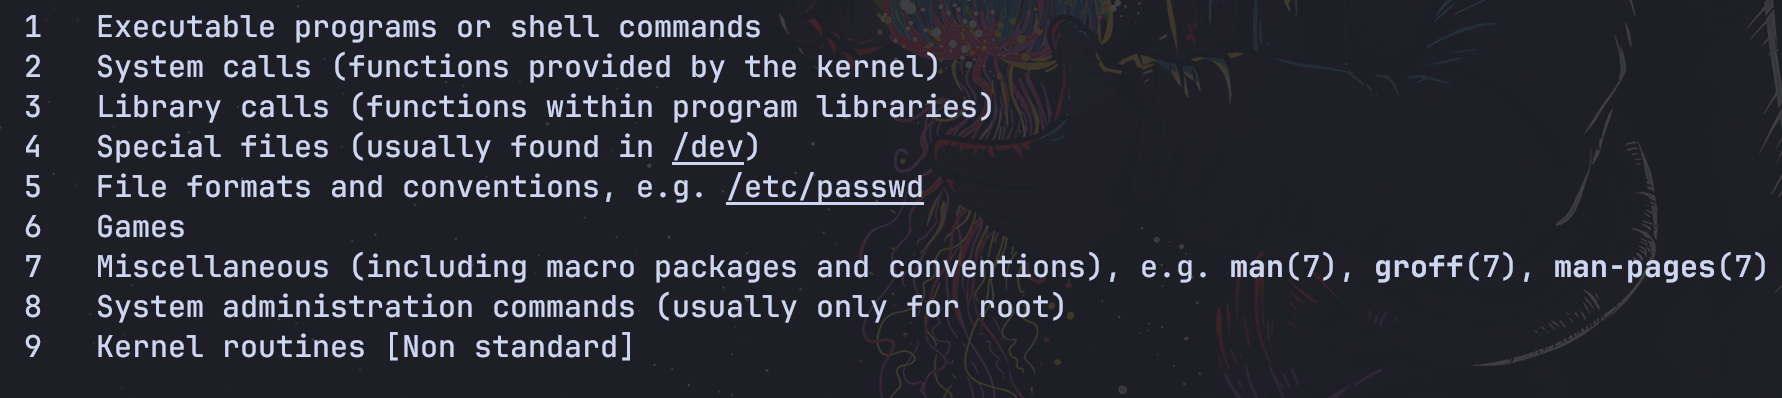 1 Executable programs or shell commands
2 System calls (functions provided by the kernel)
3 Library calls (functions within program libraries)
4 Special files (usually found in /dev)
5 File formats and conventions, e.g. /etc/passwd
6 Games
7 Miscellaneous (including macro packages and conventions), e.g. man(7), groff(7), man-pages(7)
8 System administration commands (usually only for root)
9 Kernel routines [Non standard]